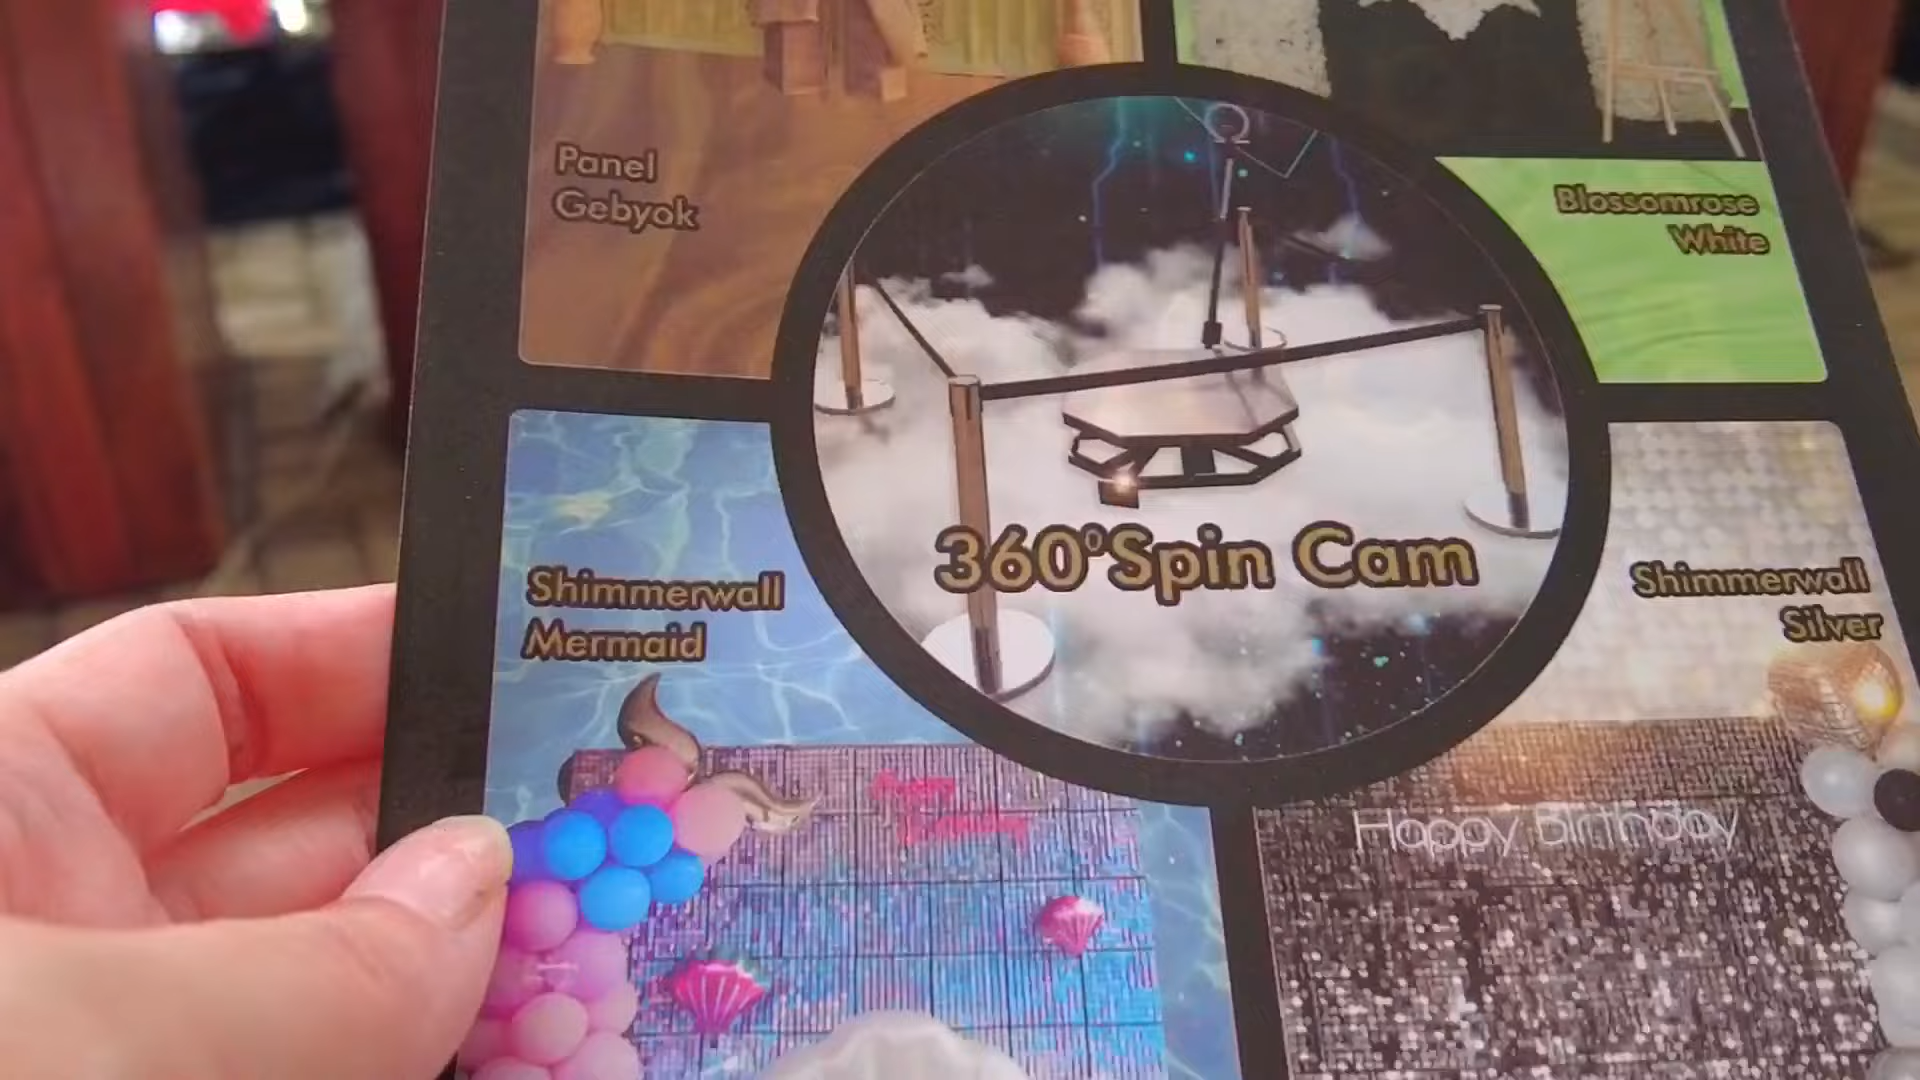 Panel
Gebyok
Blossomrose
White
360°Spin Cam
Shimmerwall
Mermaid
Shimmerwall
Silver
Happy Birthday